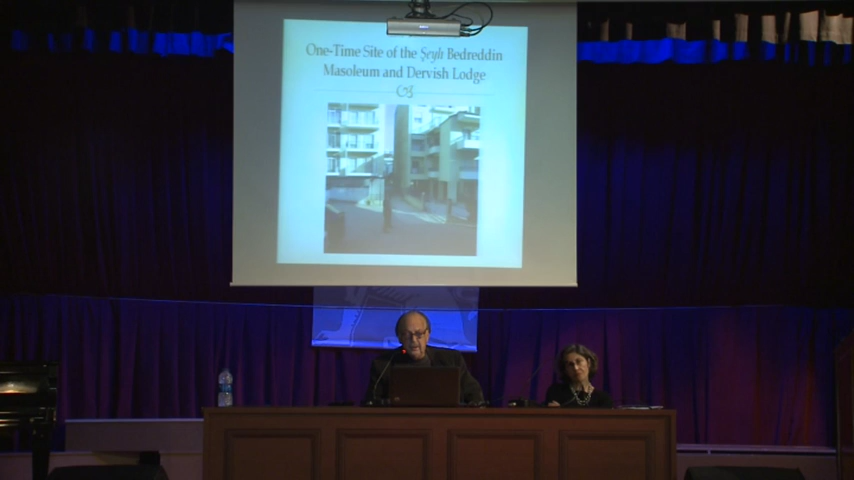 One-Time Site of the Şeyh Bedreddin
Masoleum and Dervish Lodge